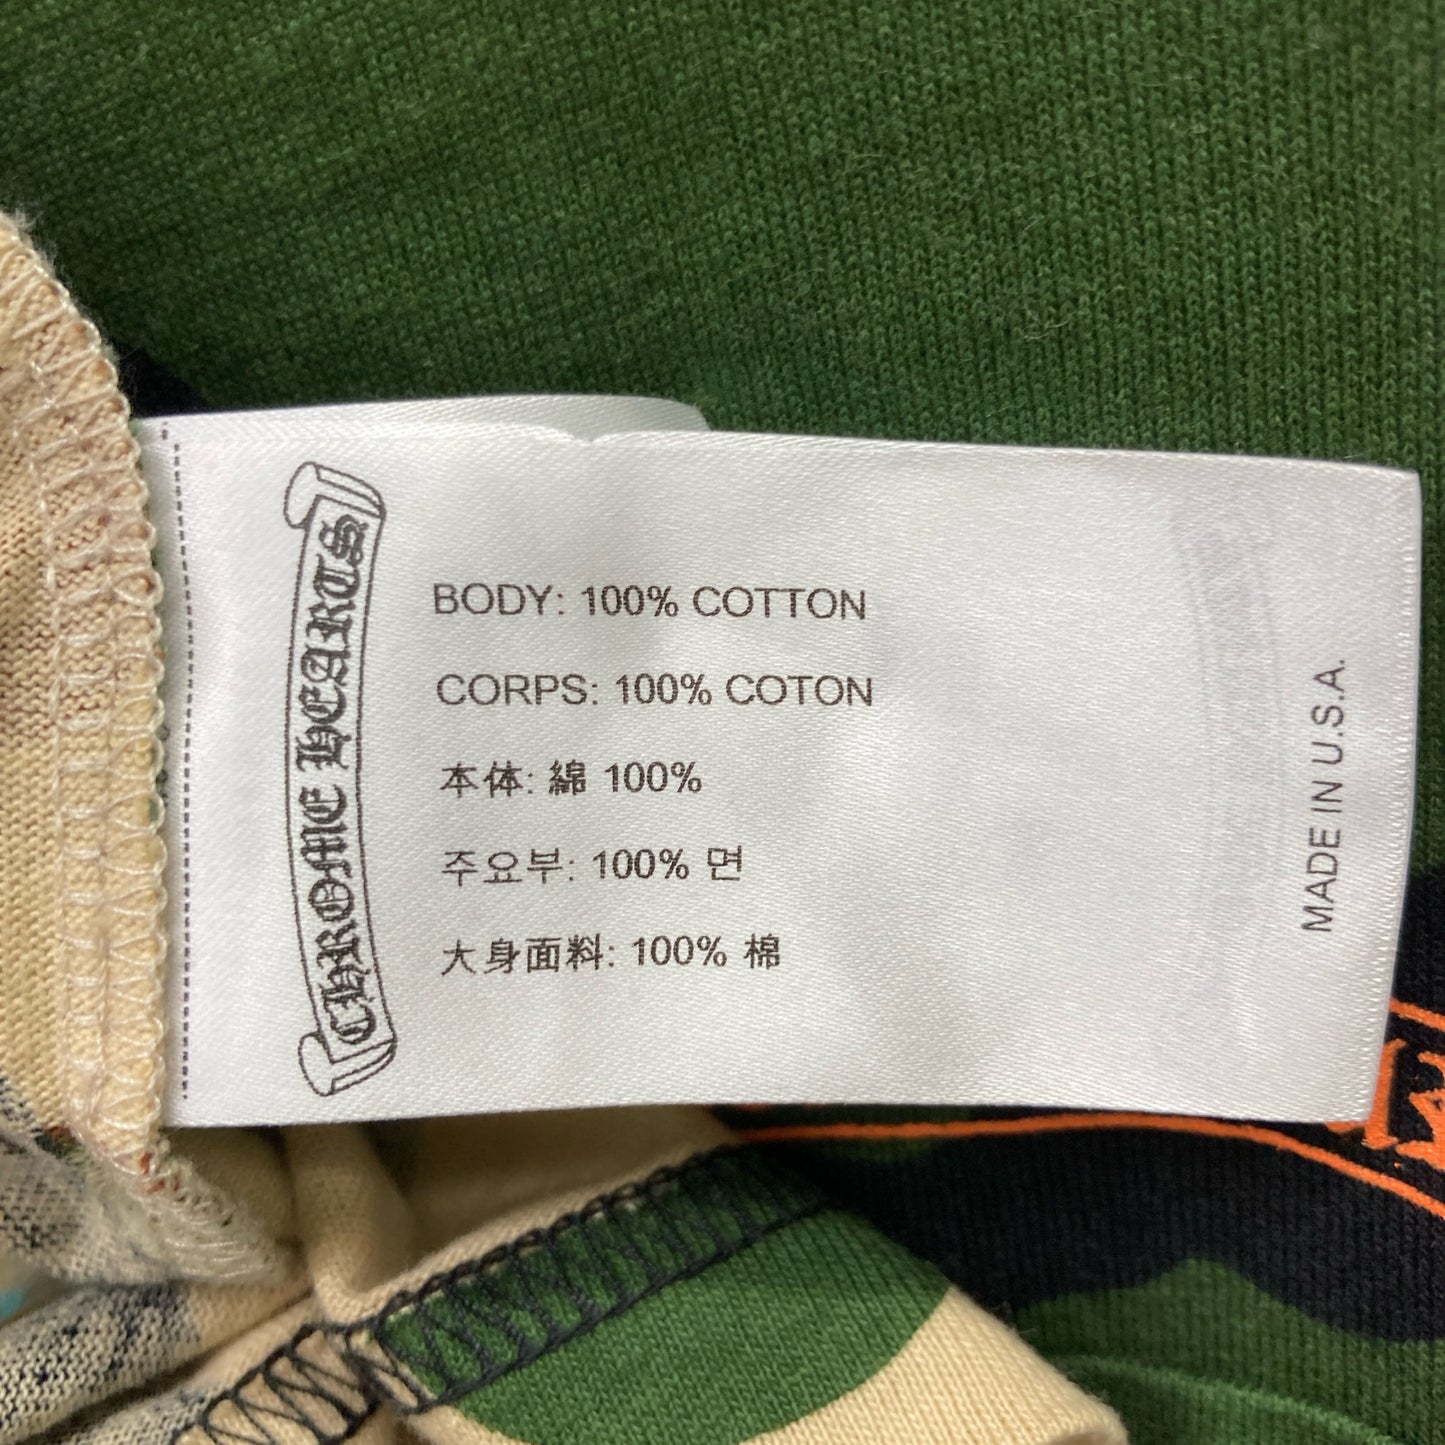 CHROME HEARTS
BODY: 100% COTTON
CORPS: 100% COTON
本体: 綿 100%
주요부: 100% 면
大身面料: 100% 棉
MADE IN U.S.A.